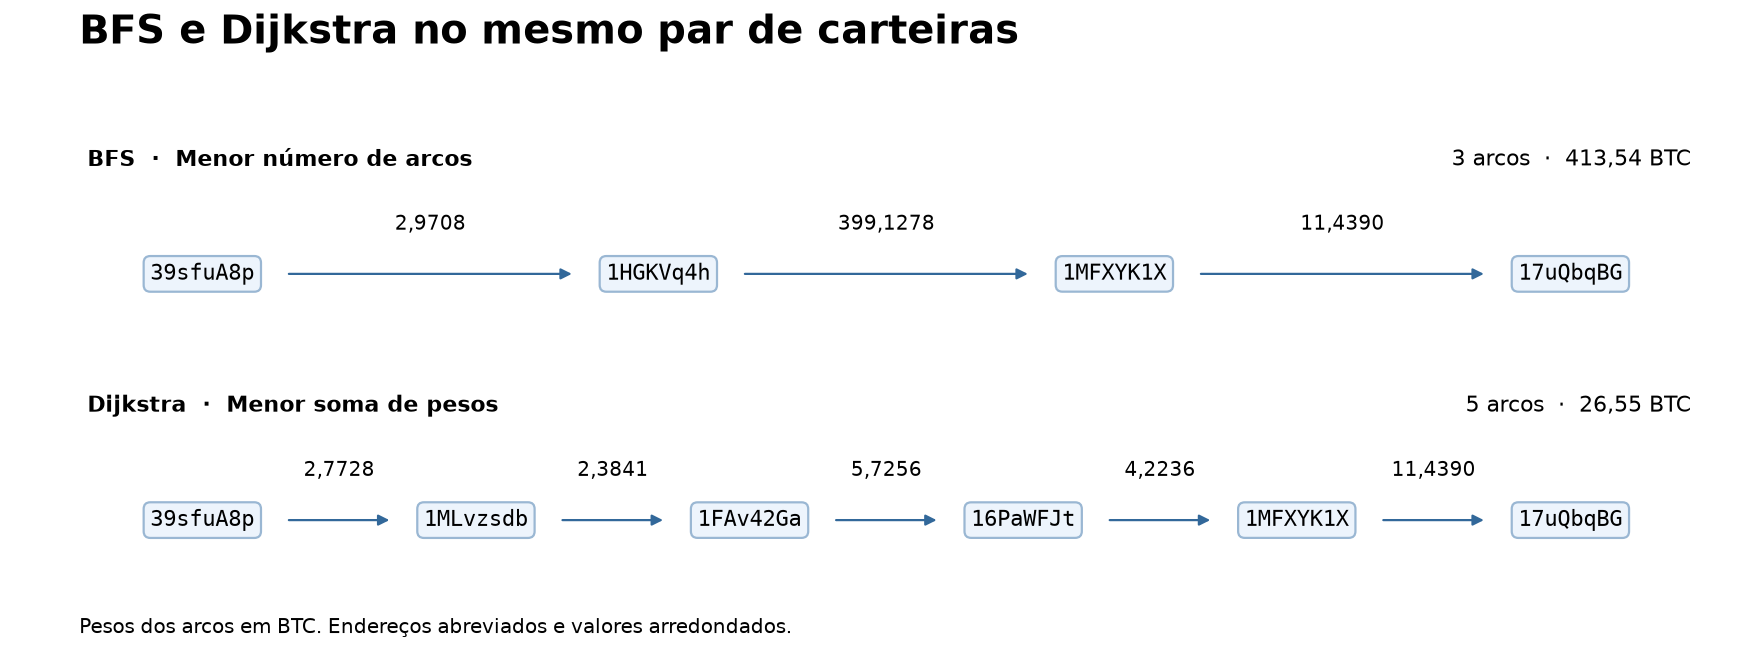 BFS e Dijkstra no mesmo par de carteiras
BFS · Menor número de arcos 3 arcos · 413,54 BTC
2,9708 399,1278 11,4390
39sfuA8p 1HGKVq4h 1MFXYK1X 17uQbqBG
Dijkstra · Menor soma de pesos 5 arcos · 26,55 BTC
2,7728 2,3841 5,7256 4,2236 11,4390
39sfuA8p 1MLvzsdb 1FAv42Ga 16PaWFJt 1MFXYK1X 17uQbqBG
Pesos dos arcos em BTC. Endereços abreviados e valores arredondados.